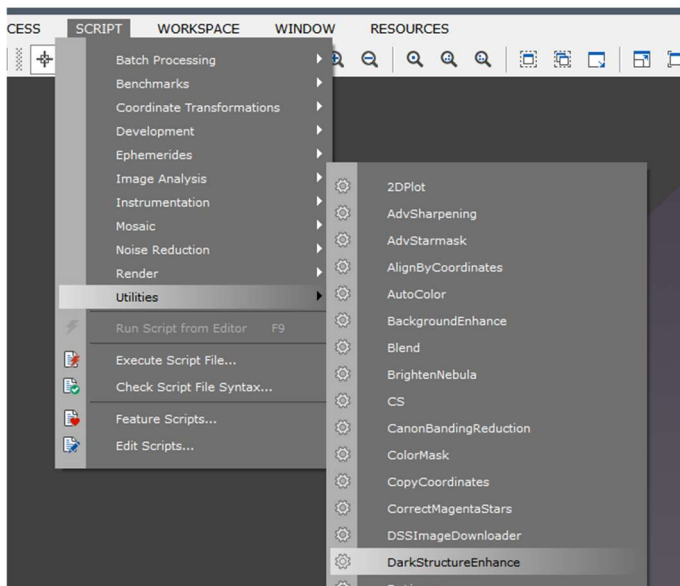 CESS SCRIPT WORKSPACE WINDOW RESOURCES
Batch Processing
Benchmarks
Coordinate Transformations
Development
Ephemerides
Image Analysis
Instrumentation
Mosaic
Noise Reduction
Render
Utilities
Run Script from Editor F9
Execute Script File...
Check Script File Syntax...
Feature Scripts...
Edit Scripts...
2DPlot
AdvSharpening
AdvStarmask
AlignByCoordinates
AutoColor
BackgroundEnhance
Blend
BrightenNebula
CS
CanonBandingReduction
ColorMask
CopyCoordinates
CorrectMagentaStars
DSSImageDownloader
DarkStructureEnhance